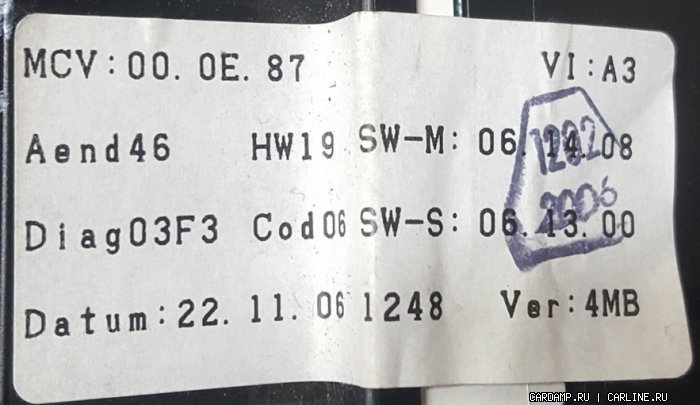 MCV:00. 0E. 87 VI:A3
Aend46 HW19 SW-M: 06.14.08
Diag03F3 Cod06 SW-S: 06.13.00
Datum:22. 11. 06 1248 Ver:4MB
2006
CARDAMP.RU | CARLINE.RU